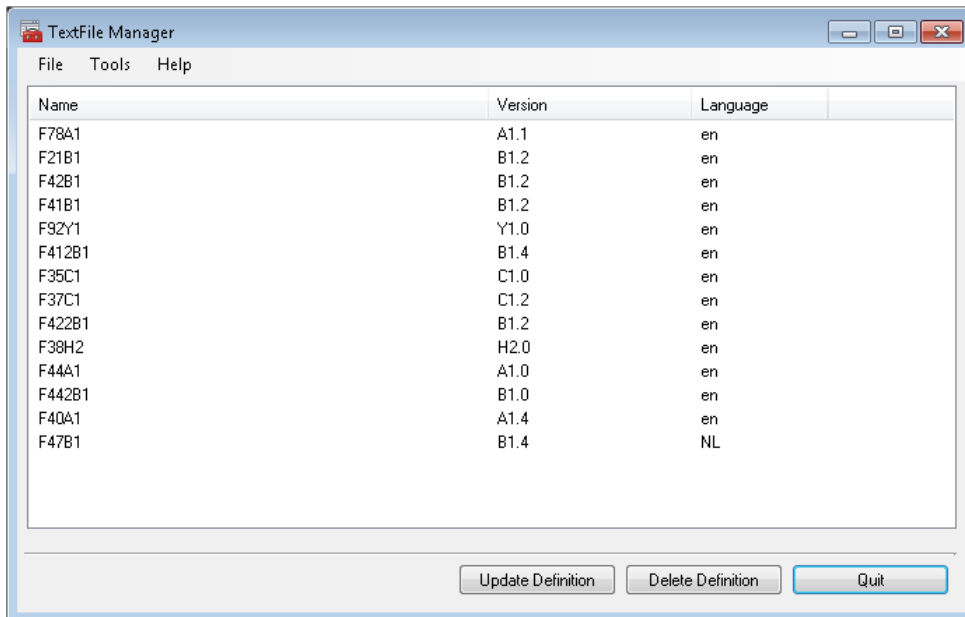 TextFile Manager
File Tools Help
Name Version Language
F78A1 A1.1 en
F21B1 B1.2 en
F42B1 B1.2 en
F41B1 B1.2 en
F92Y1 Y1.0 en
F412B1 B1.4 en
F35C1 C1.0 en
F37C1 C1.2 en
F422B1 B1.2 en
F38H2 H2.0 en
F44A1 A1.0 en
F442B1 B1.0 en
F40A1 A1.4 en
F47B1 B1.4 NL
Update Definition Delete Definition Quit